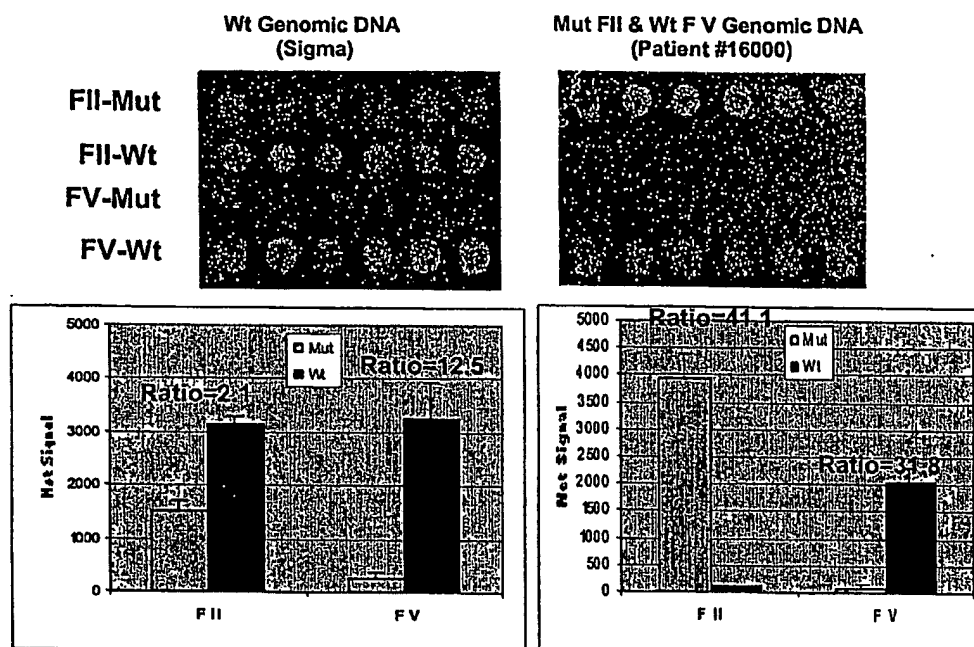 Wt Genomic DNA
(Sigma)
Mut FII & Wt F V Genomic DNA
(Patient #16000)
FII-Mut
FII-Wt
FV-Mut
FV-Wt
5000
4000
3000
2000
1000
0
Net Signal
Mut
Wt
Ratio=2.1
Ratio=12.5
F II
F V
5000
4500
4000
3500
3000
2500
2000
1500
1000
500
0
Net Signal
Ratio=41.1
Mut
Wt
Ratio=31.8
F II
F V